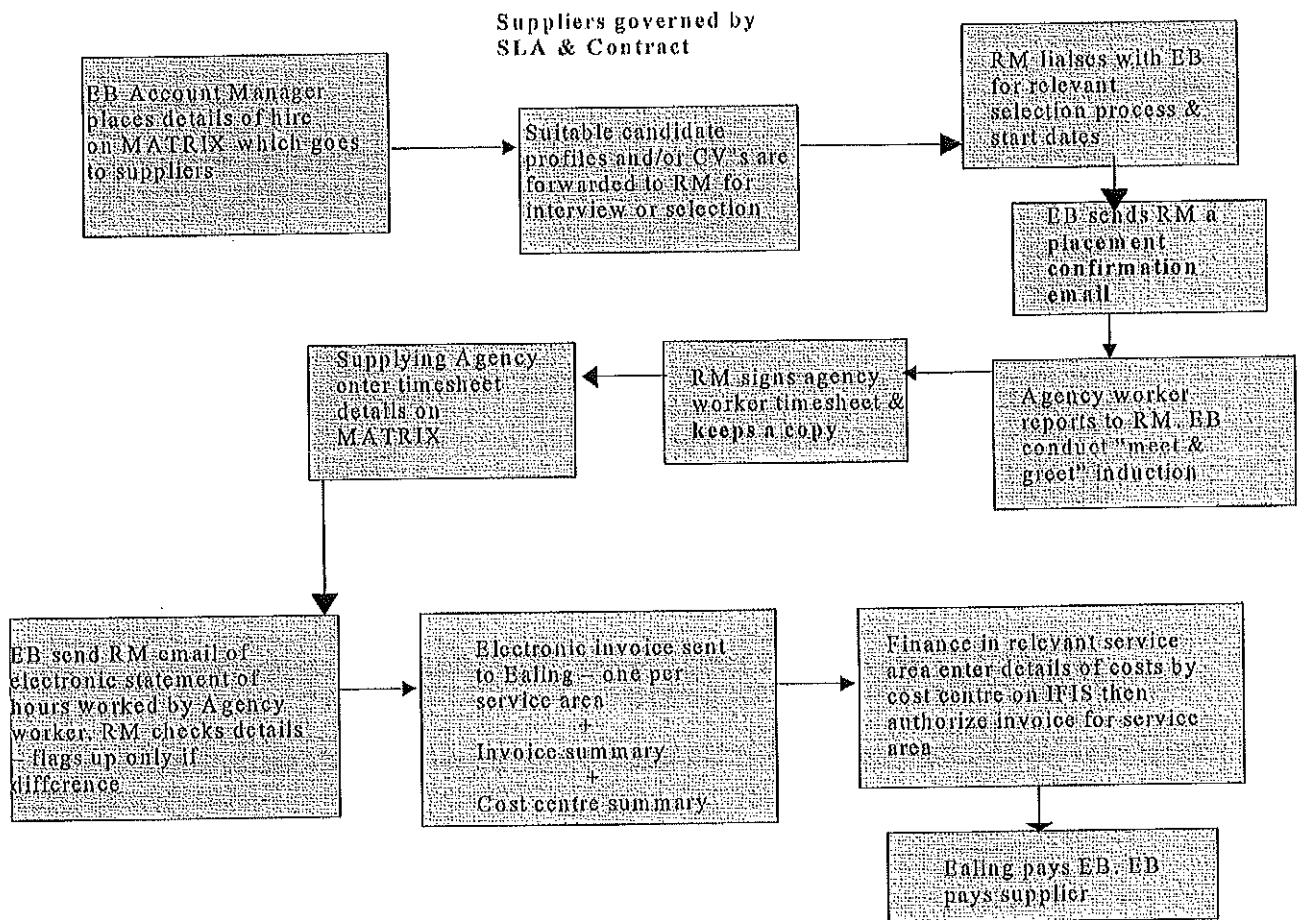 Suppliers governed by
SLA & Contract
EB Account Manager
places details of hire
on MATRIX which goes
to suppliers
Suitable candidate
profiles and/or CV"s are
forwarded to RM for
interview or selection
RM liaises with EB
for relevant
selection process &
start dates
EB sends RM a
placement
confirmation
email
Agency worker
reports to RM. EB
conduct "meet &
greet" induction
RM signs agency
worker timesheet &
keeps a copy
Supplying Agency
enter timesheet
details on
MATRIX
EB send RM email of
electronic statement of
hours worked by Agency
worker. RM checks details
– flags up only if
difference
Electronic Invoice sent
to Ealing – one per
service area
+
Invoice summary
+
Cost centre summary
Finance in relevant service
area enter details of costs by
cost centre on IFIS then
authorize invoice for service
area
Ealing pays EB. EB
pays supplier